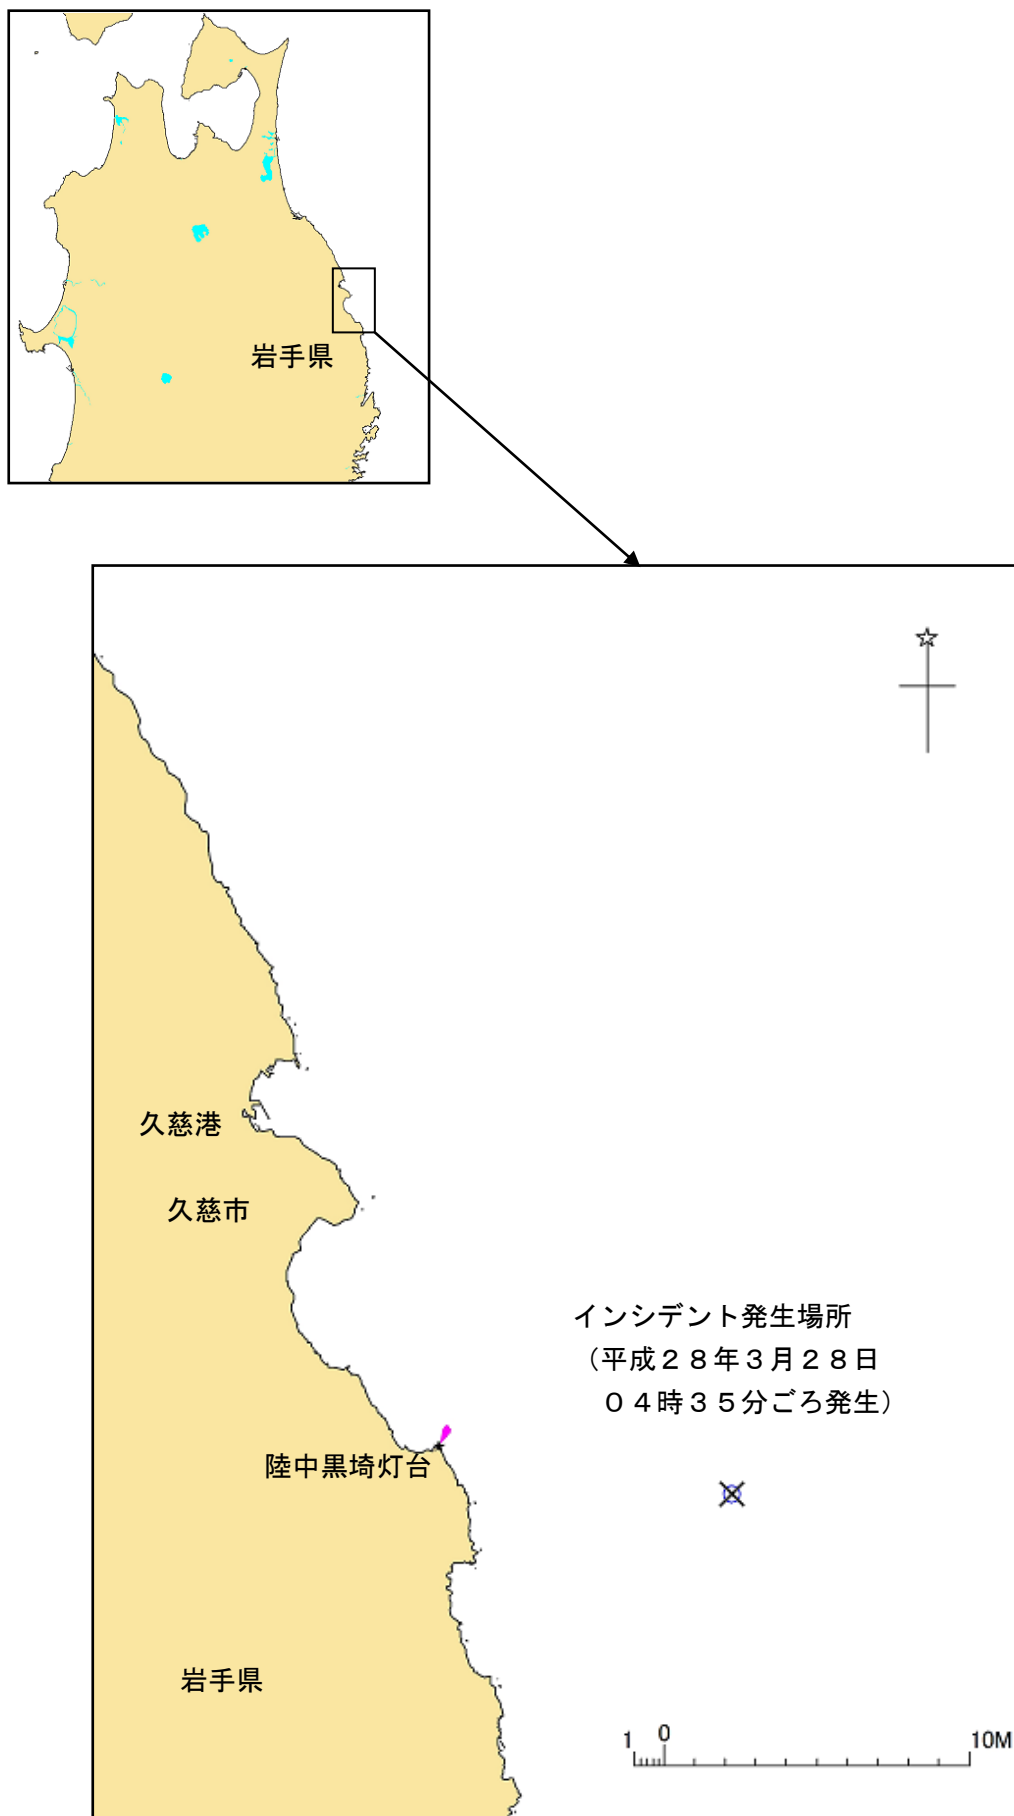 岩手県
久慈港
久慈市
インシデント発生場所
（平成２８年３月２８日
０４時３５分ごろ発生）
陸中黒埼灯台
岩手県
1 0 10M